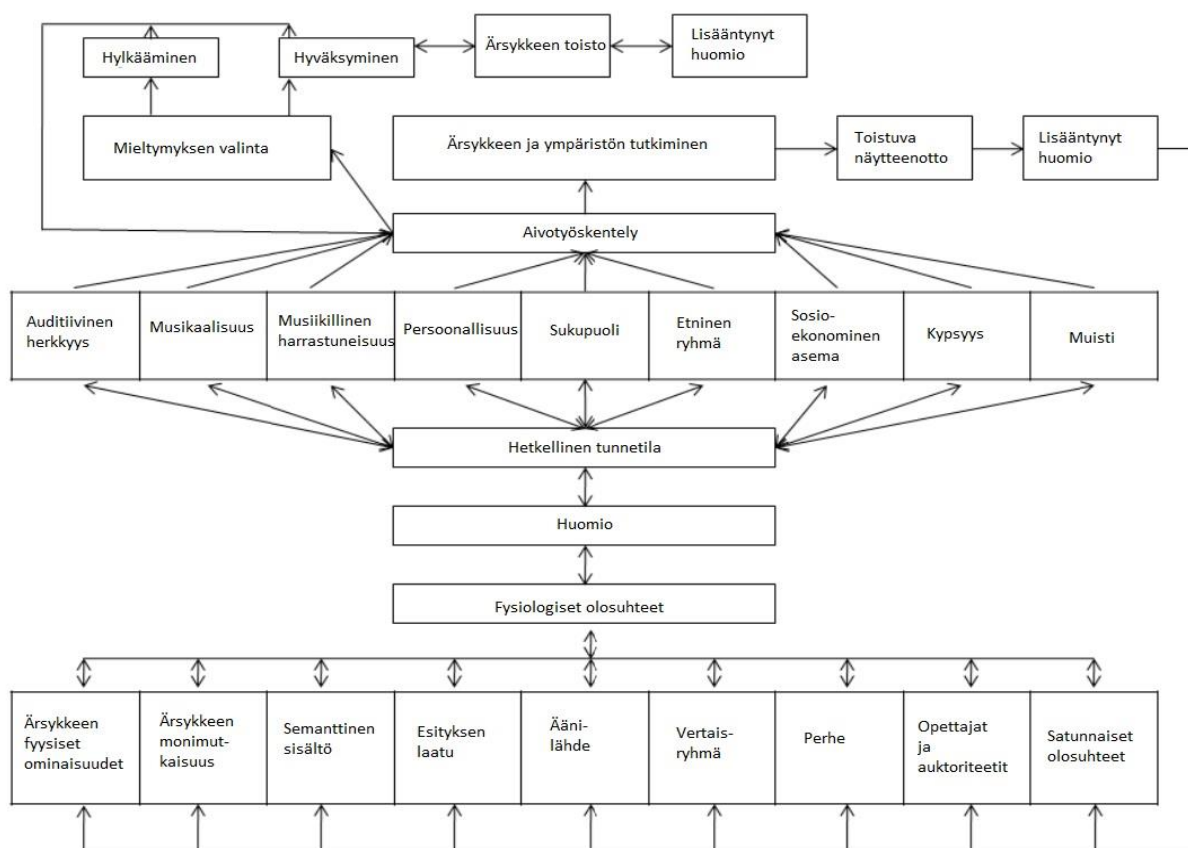 Hylkääminen
Hyväksyminen
Ärsykkeen toisto
Lisääntynyt
huomio
Mieltymyksen valinta
Ärsykkeen ja ympäristön tutkiminen
Toistuva
näytteenotto
Lisääntynyt
huomio
Aivotyöskentely
Auditiivinen
herkkyys
Musikaalisuus
Musiikillinen
harrastuneisuus
Persoonallisuus
Sukupuoli
Etninen
ryhmä
Sosio-
ekonominen
asema
Kypsyys
Muisti
Hetkellinen tunnetila
Huomio
Fysiologiset olosuhteet
Ärsykkeen
fyysiset
ominaisuudet
Ärsykkeen
monimut-
kaisuus
Semanttinen
sisältö
Esityksen
laatu
Ääni-
lähde
Vertais-
ryhmä
Perhe
Opettajat
ja
auktoriteetit
Satunnaiset
olosuhteet